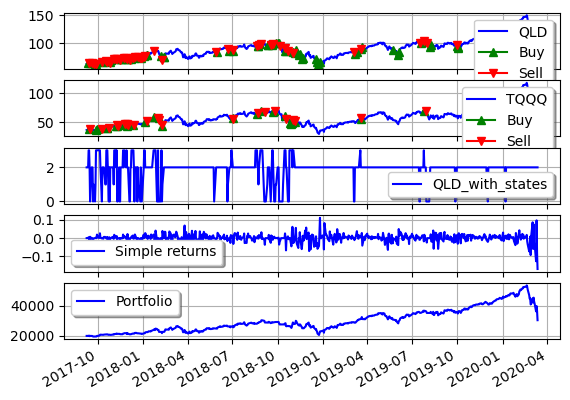 150
100
QLD
Buy
Sell
100
50
TQQQ
Buy
Sell
2
0
QLD_with_states
0.1
0.0
−0.1
Simple returns
40000
20000
Portfolio
2017-10
2018-01
2018-04
2018-07
2018-10
2019-01
2019-04
2019-07
2019-10
2020-01
2020-04